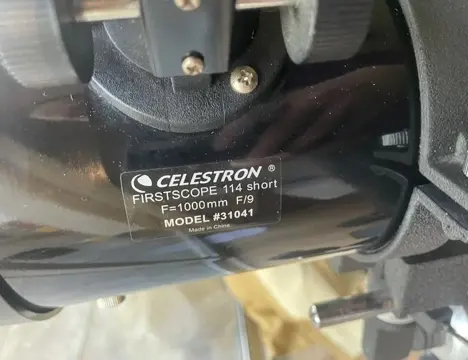 CELESTRON ®
FIRSTSCOPE 114 short
F=1000mm F/9
MODEL #31041
Made in China